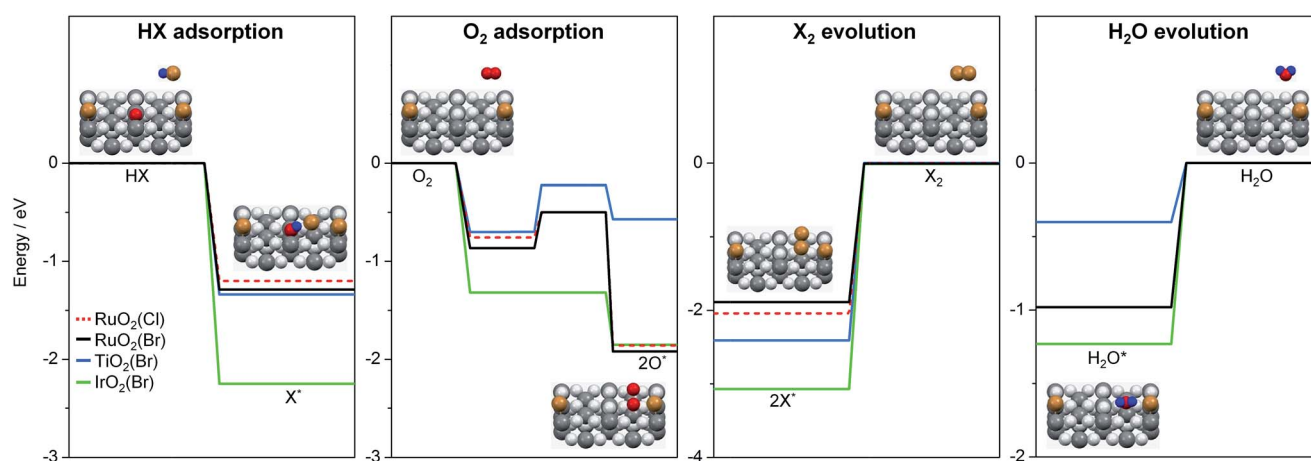 HX adsorption
O₂ adsorption
X₂ evolution
H₂O evolution
Energy / eV
0
-1
-2
-3
HX
X*
RuO₂(Cl)
RuO₂(Br)
TiO₂(Br)
IrO₂(Br)
0
-1
-2
-3
O₂
2O*
0
-1
-2
-3
-4
X₂
2X*
0
-1
-2
H₂O
H₂O*